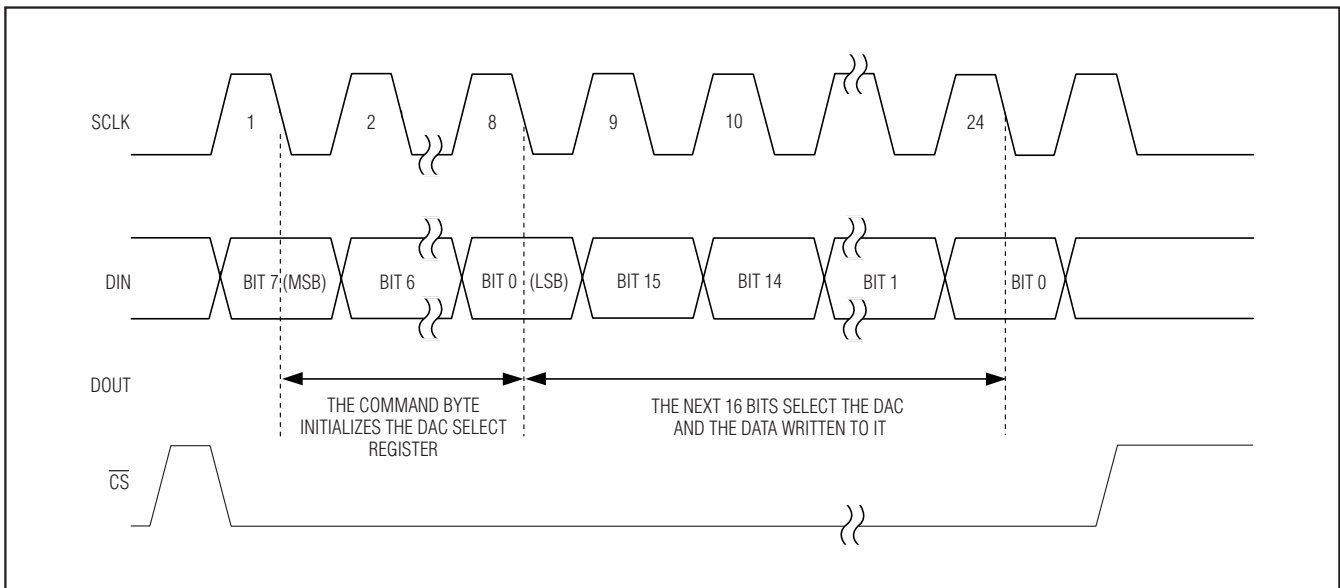 SCLK 1 2 8 9 10 24
DIN BIT 7 (MSB) BIT 6 BIT 0 (LSB) BIT 15 BIT 14 BIT 1 BIT 0
DOUT
THE COMMAND BYTE
INITIALIZES THE DAC SELECT
REGISTER
THE NEXT 16 BITS SELECT THE DAC
AND THE DATA WRITTEN TO IT
CS